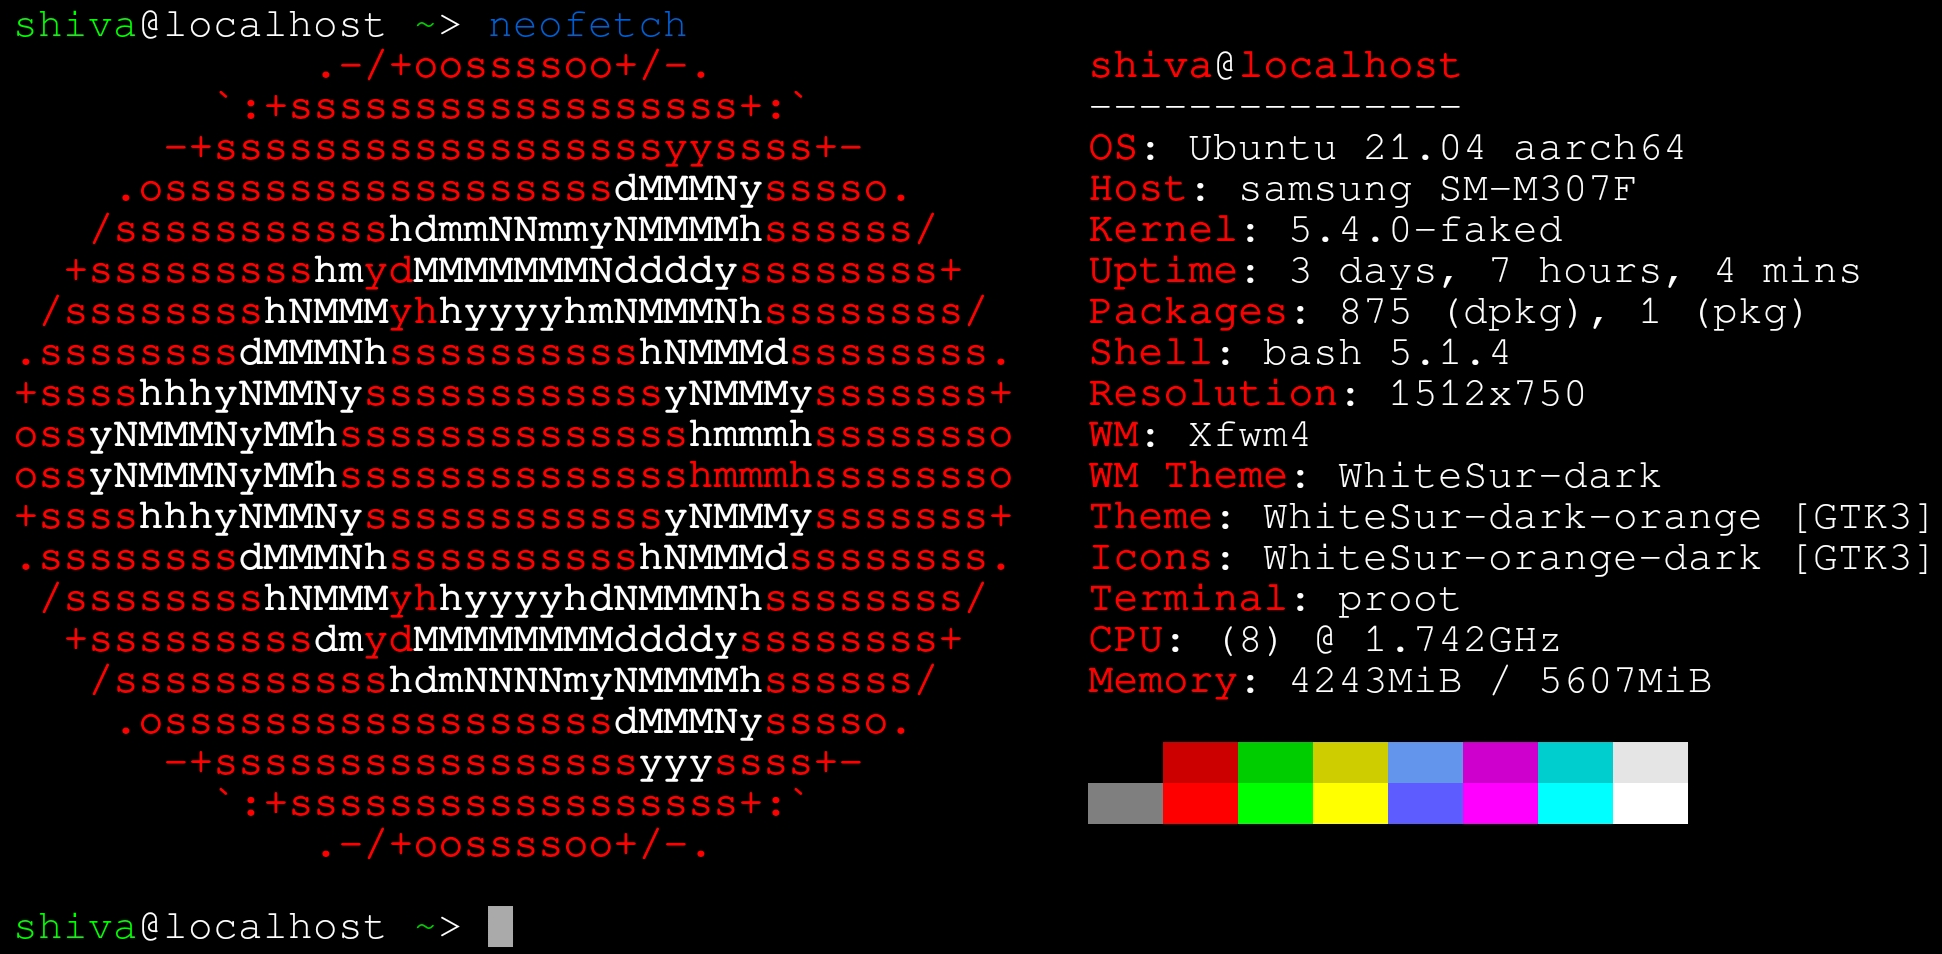 shiva@localhost ~> neofetch
.-/+oossssoo+/-. shiva@localhost
`:+ssssssssssssssssss+:` ---------------
-+ssssssssssssssssssyyssss+- OS: Ubuntu 21.04 aarch64
.ossssssssssssssssssdMMMNysssso. Host: samsung SM-M307F
/ssssssssssshdmmNNmmyNMMMMhssssss/ Kernel: 5.4.0-faked
+ssssssssshmydMMMMMMMNddddyssssssss+ Uptime: 3 days, 7 hours, 4 mins
/sssssssshNMMMyhhyyyyhmNMMMNhssssssss/ Packages: 875 (dpkg), 1 (pkg)
.ssssssssdMMMNhsssssssssshNMMMdssssssss. Shell: bash 5.1.4
+sssshhhyNMMNyssssssssssssyNMMMysssssss+ Resolution: 1512x750
ossyNMMMNyMMhsssssssssssssshmmmhssssssso WM: Xfwm4
ossyNMMMNyMMhsssssssssssssshmmmhssssssso WM Theme: WhiteSur-dark
+sssshhhyNMMNyssssssssssssyNMMMysssssss+ Theme: WhiteSur-dark-orange [GTK3]
.ssssssssdMMMNhsssssssssshNMMMdssssssss. Icons: WhiteSur-orange-dark [GTK3]
/sssssssshNMMMyhhyyyyhdNMMMNhssssssss/ Terminal: proot
+sssssssssdmydMMMMMMMMddddyssssssss+ CPU: (8) @ 1.742GHz
/ssssssssssshdmNNNNmyNMMMMhssssss/ Memory: 4243MiB / 5607MiB
.ossssssssssssssssssdMMMNysssso.
-+sssssssssssssssssyyyssss+-
`:+ssssssssssssssssss+:`
.-/+oossssoo+/-.
shiva@localhost ~>